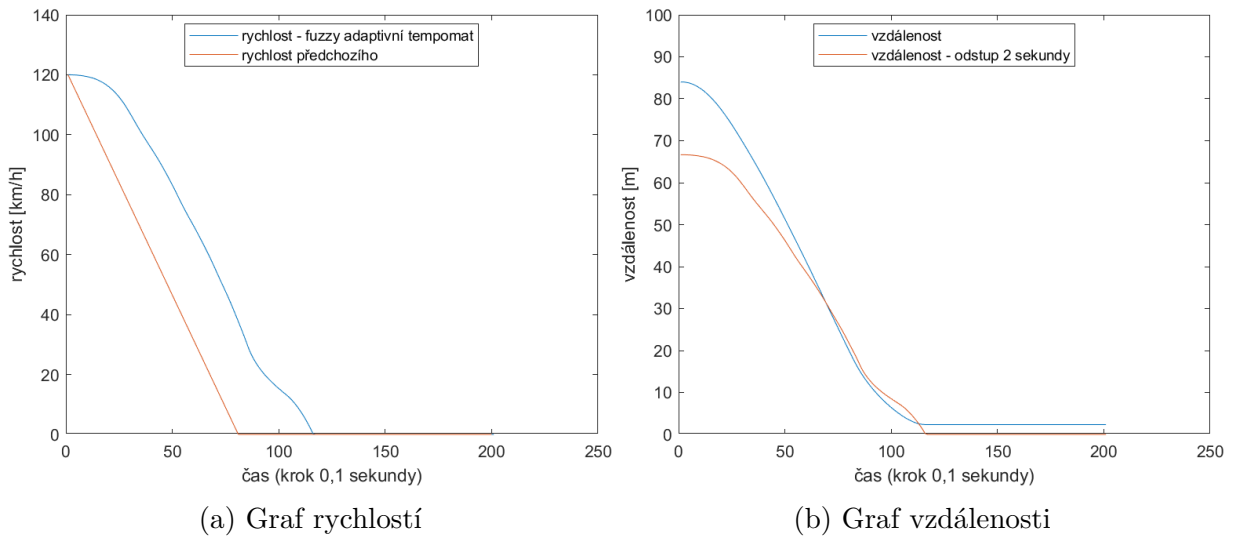 140
120
100
80
60
40
20
0
rychlost [km/h]
rychlost - fuzzy adaptivní tempomat
rychlost předchozího
0 50 100 150 200 250
čas (krok 0,1 sekundy)
(a) Graf rychlostí
100
90
80
70
60
50
40
30
20
10
0
vzdálenost [m]
vzdálenost
vzdálenost - odstup 2 sekundy
0 50 100 150 200 250
čas (krok 0,1 sekundy)
(b) Graf vzdálenosti